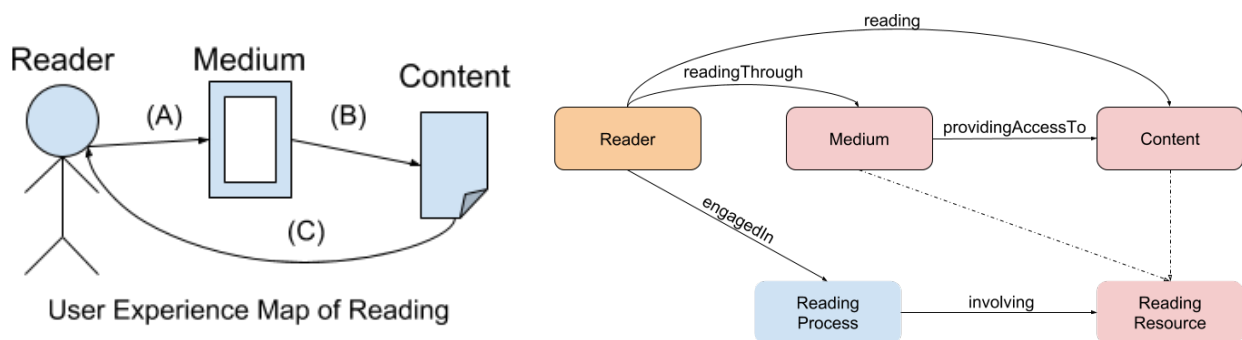 Reader
Medium
Content
(A)
(B)
(C)
User Experience Map of Reading
reading
readingThrough
Reader
Medium
providingAccessTo
Content
engagedIn
Reading
Process
involving
Reading
Resource